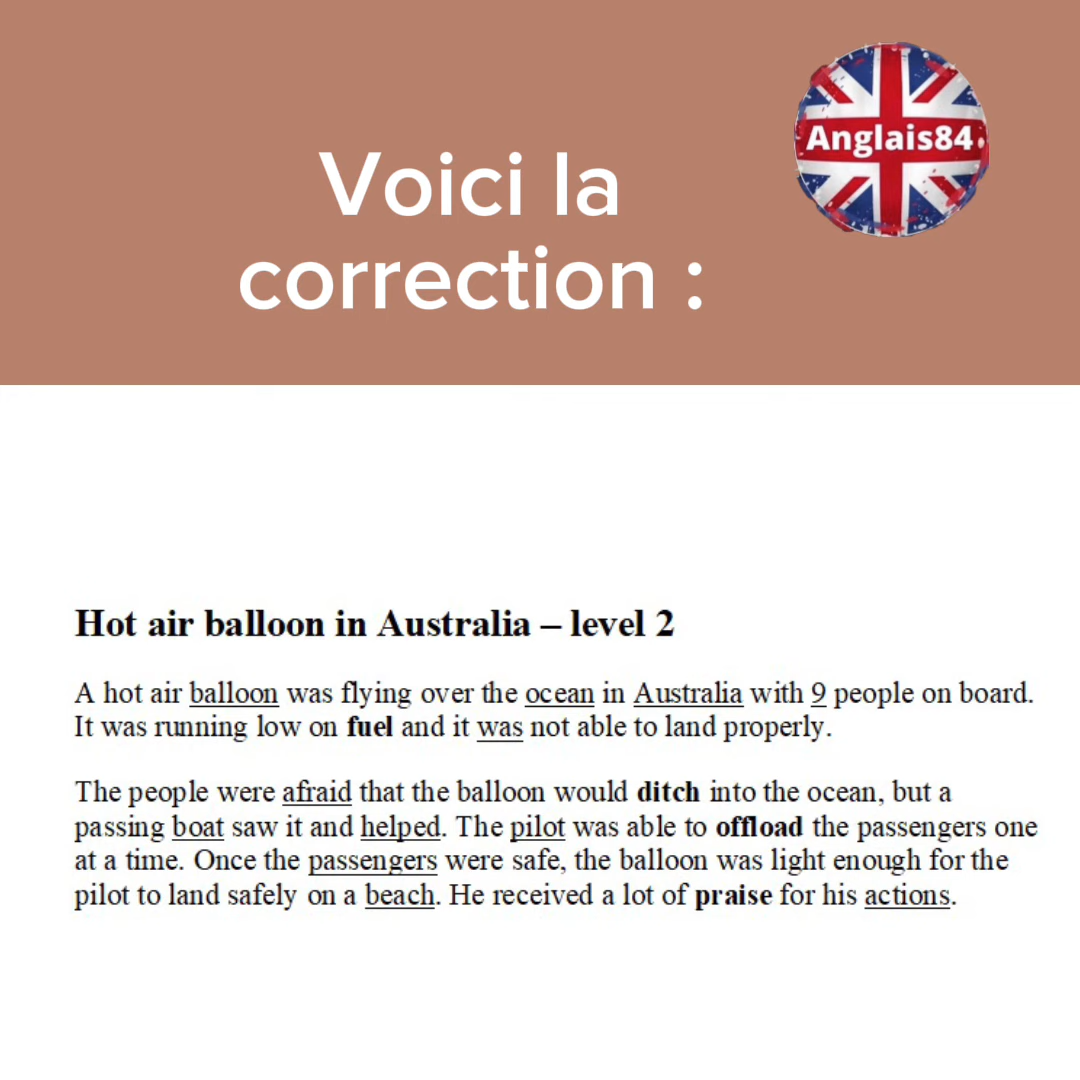 Anglais84
Voici la
correction :
Hot air balloon in Australia – level 2
A hot air balloon was flying over the ocean in Australia with 9 people on board.
It was running low on fuel and it was not able to land properly.
The people were afraid that the balloon would ditch into the ocean, but a
passing boat saw it and helped. The pilot was able to offload the passengers one
at a time. Once the passengers were safe, the balloon was light enough for the
pilot to land safely on a beach. He received a lot of praise for his actions.